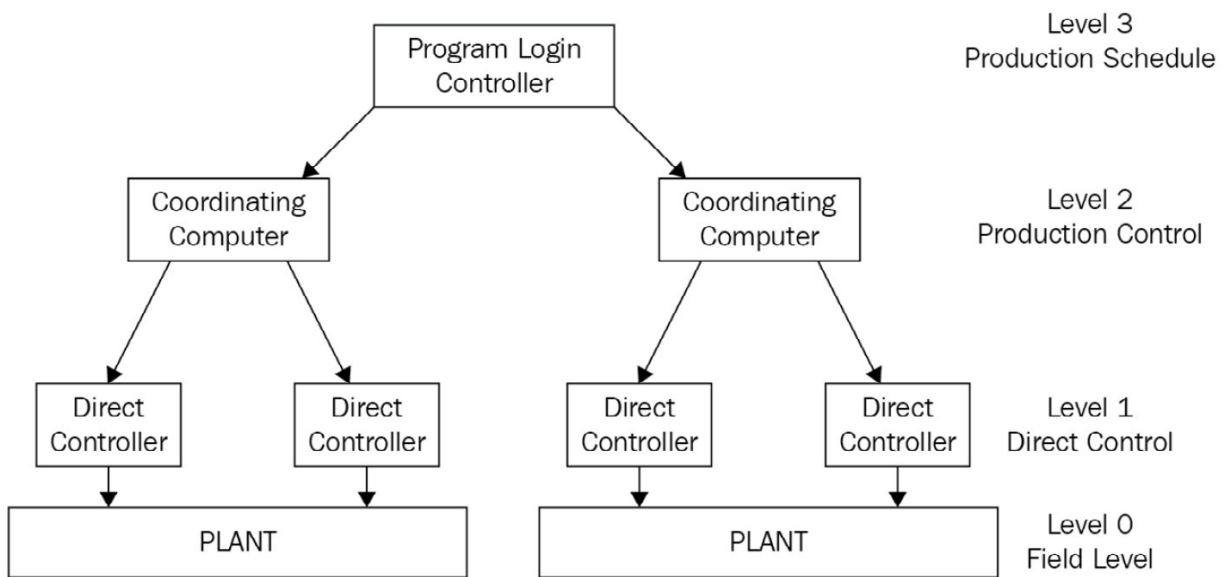 Program Login
Controller
Level 3
Production Schedule
Coordinating
Computer
Coordinating
Computer
Level 2
Production Control
Direct
Controller
Direct
Controller
Direct
Controller
Direct
Controller
Level 1
Direct Control
PLANT
PLANT
Level 0
Field Level